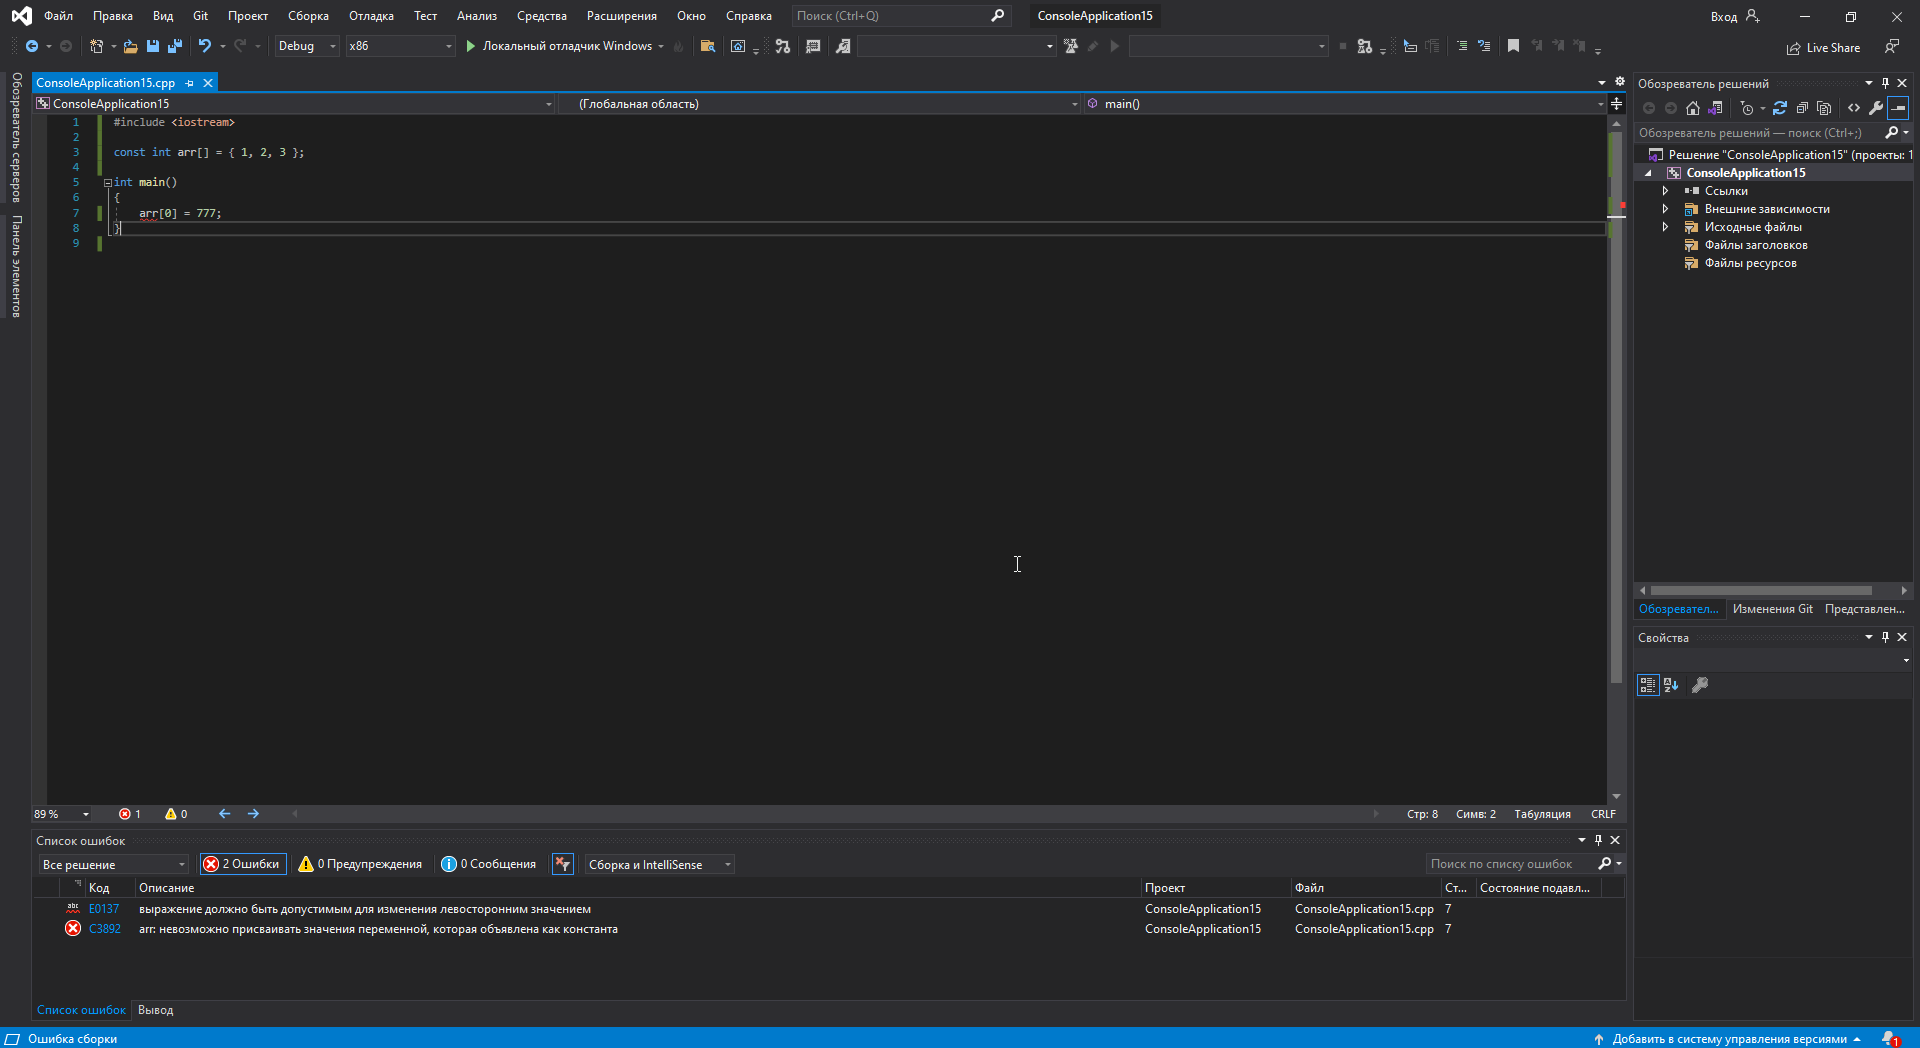 Файл Правка Вид Git Проект Сборка Отладка Тест Анализ Средства Расширения Окно Справка Поиск (Ctrl+Q) ConsoleApplication15 Вход
Debug x86 Локальный отладчик Windows Live Share
Обозреватель серверов
Панель элементов
ConsoleApplication15.cpp
ConsoleApplication15 (Глобальная область) main()
1 #include <iostream>
2
3 const int arr[] = { 1, 2, 3 };
4
5 int main()
6 {
7 arr[0] = 777;
8 }
9
89 % 1 0 Стр: 8 Симв: 2 Табуляция CRLF
Обозреватель решений
Обозреватель решений — поиск (Ctrl+;)
Решение "ConsoleApplication15" (проекты: 1
ConsoleApplication15
Ссылки
Внешние зависимости
Исходные файлы
Файлы заголовков
Файлы ресурсов
Обозревател... Изменения Git Представлен...
Свойства
Список ошибок
Все решение 2 Ошибки 0 Предупреждения 0 Сообщения Сборка и IntelliSense Поиск по списку ошибок
Код Описание Проект Файл Ст... Состояние подавл...
abc E0137 выражение должно быть допустимым для изменения левосторонним значением ConsoleApplication15 ConsoleApplication15.cpp 7
C3892 arr: невозможно присваивать значения переменной, которая объявлена как константа ConsoleApplication15 ConsoleApplication15.cpp 7
Список ошибок Вывод
Ошибка сборки Добавить в систему управления версиями 1